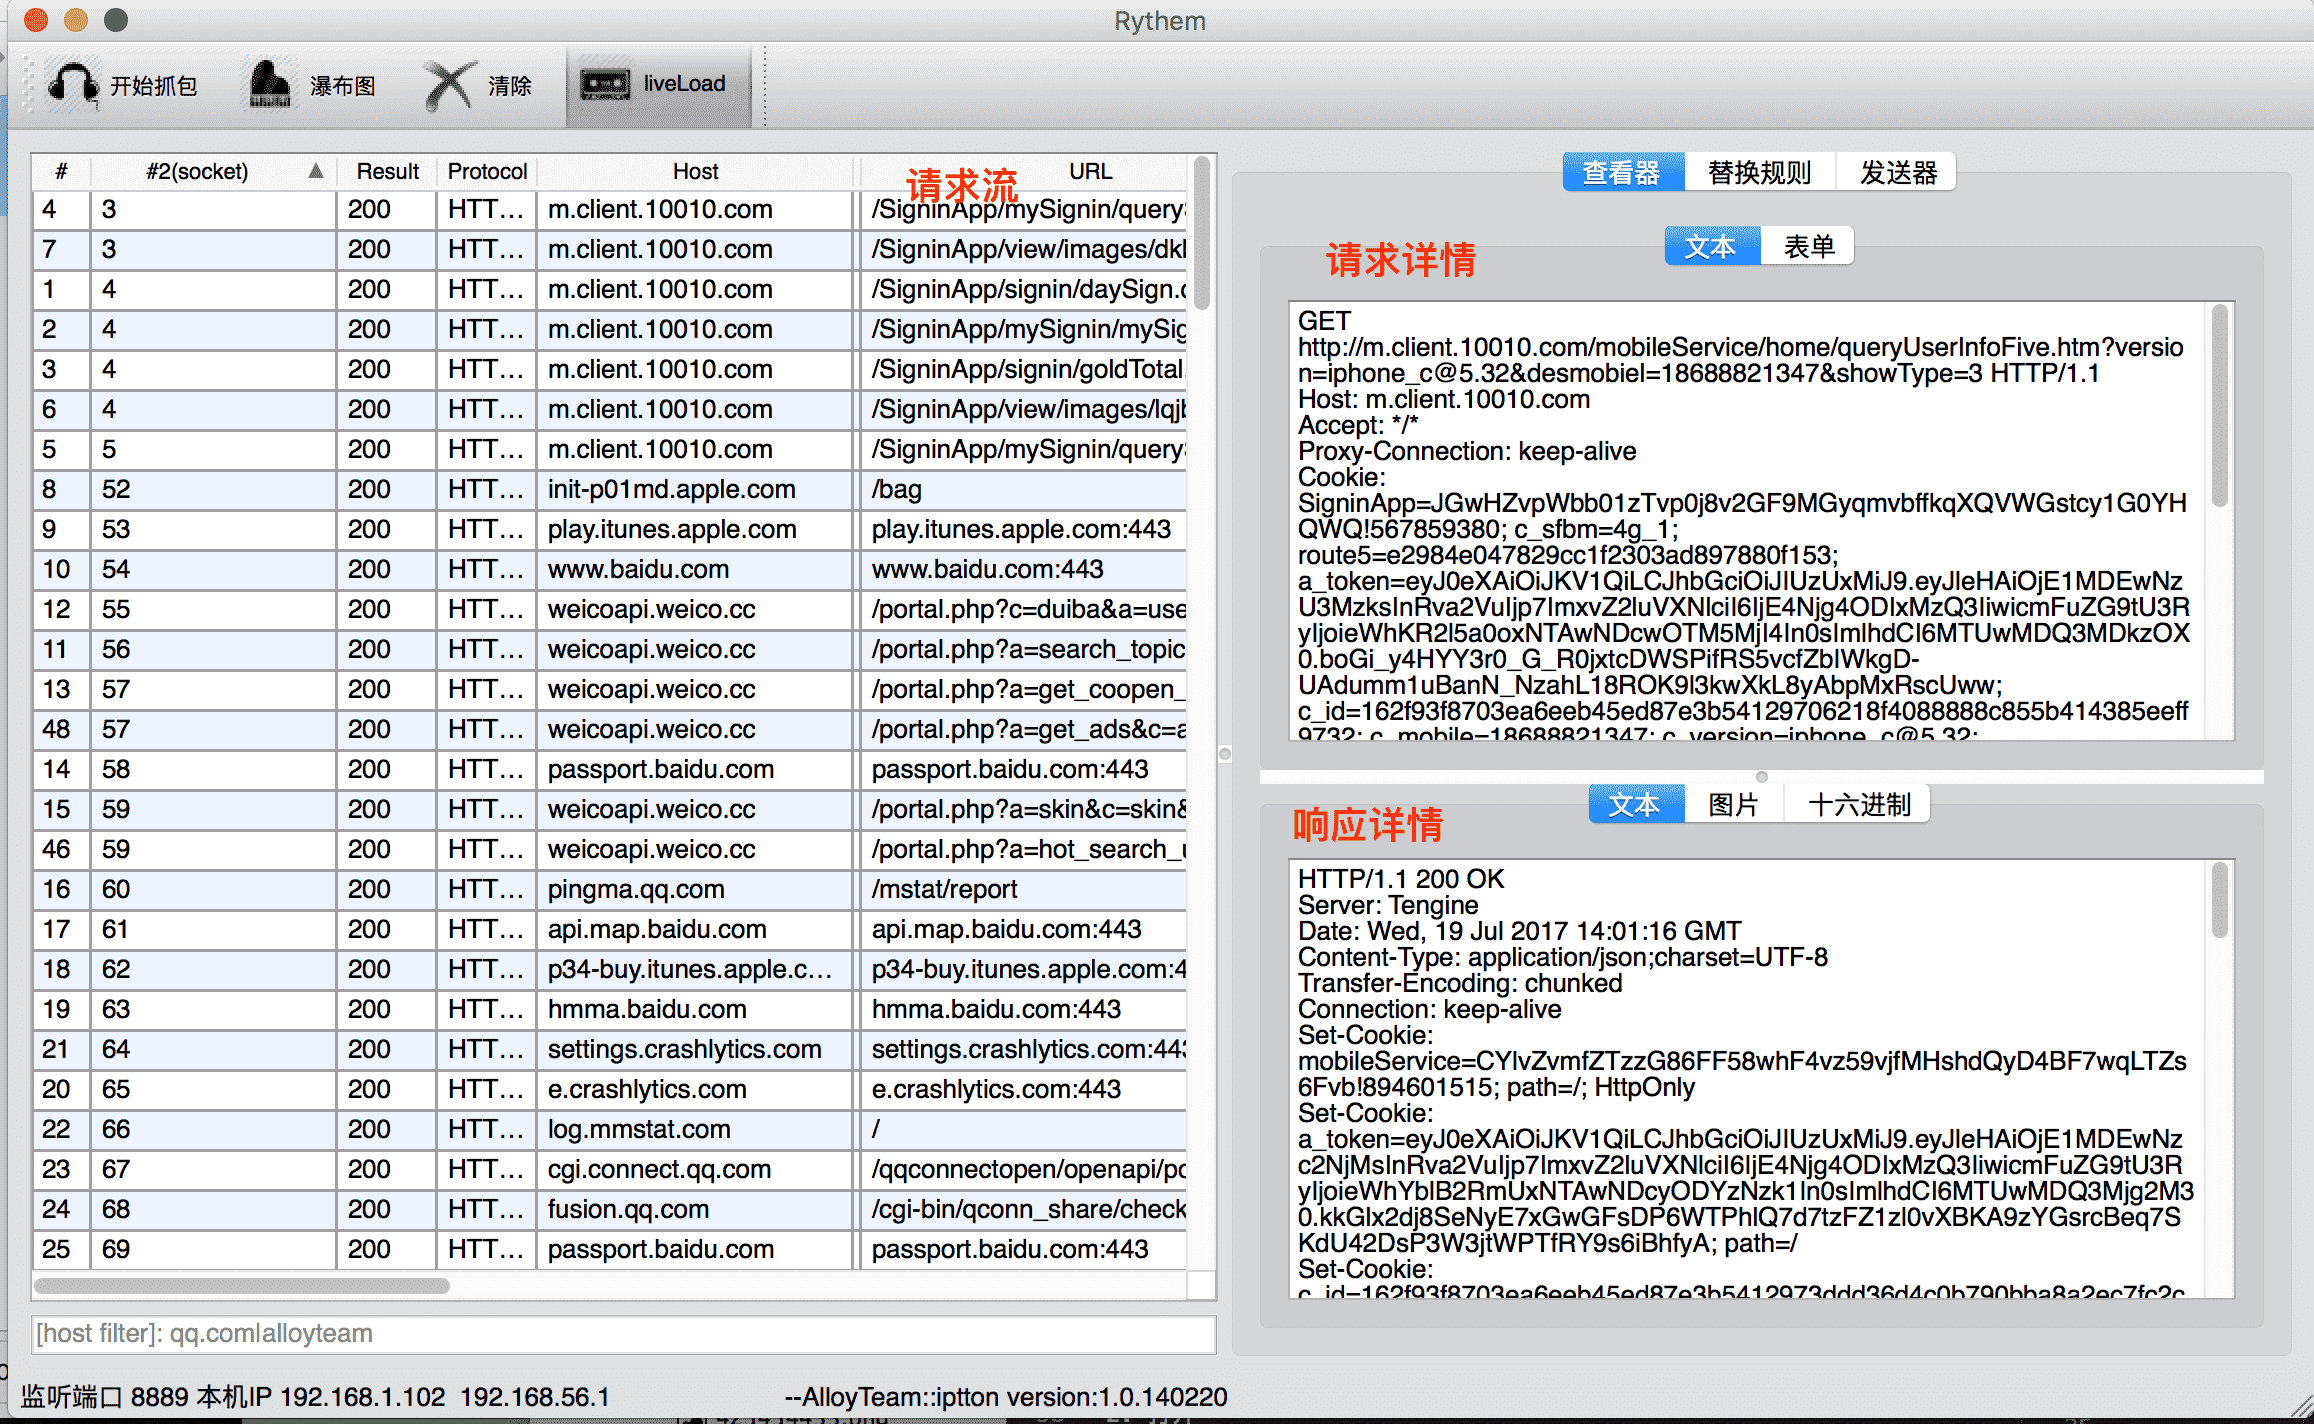 Rythem
开始抓包 瀑布图 清除 liveLoad
# #2(socket) Result Protocol Host URL
请求流
4 3 200 HTT... m.client.10010.com /SigninApp/mySignin/query
7 3 200 HTT... m.client.10010.com /SigninApp/view/images/dkl
1 4 200 HTT... m.client.10010.com /SigninApp/signin/daySign.
2 4 200 HTT... m.client.10010.com /SigninApp/mySignin/mySig
3 4 200 HTT... m.client.10010.com /SigninApp/signin/goldTotal.
6 4 200 HTT... m.client.10010.com /SigninApp/view/images/lqjb
5 5 200 HTT... m.client.10010.com /SigninApp/mySignin/query
8 52 200 HTT... init-p01md.apple.com /bag
9 53 200 HTT... play.itunes.apple.com play.itunes.apple.com:443
10 54 200 HTT... www.baidu.com www.baidu.com:443
12 55 200 HTT... weicoapi.weico.cc /portal.php?c=duiba&a=use
11 56 200 HTT... weicoapi.weico.cc /portal.php?a=search_topic
13 57 200 HTT... weicoapi.weico.cc /portal.php?a=get_coopen_
48 57 200 HTT... weicoapi.weico.cc /portal.php?a=get_ads&c=a
14 58 200 HTT... passport.baidu.com passport.baidu.com:443
15 59 200 HTT... weicoapi.weico.cc /portal.php?a=skin&c=skin&
46 59 200 HTT... weicoapi.weico.cc /portal.php?a=hot_search_u
16 60 200 HTT... pingma.qq.com /mstat/report
17 61 200 HTT... api.map.baidu.com api.map.baidu.com:443
18 62 200 HTT... p34-buy.itunes.apple.c... p34-buy.itunes.apple.com:4
19 63 200 HTT... hmma.baidu.com hmma.baidu.com:443
21 64 200 HTT... settings.crashlytics.com settings.crashlytics.com:443
20 65 200 HTT... e.crashlytics.com e.crashlytics.com:443
22 66 200 HTT... log.mmstat.com /
23 67 200 HTT... cgi.connect.qq.com /qqconnectopen/openapi/po
24 68 200 HTT... fusion.qq.com /cgi-bin/qconn_share/check
25 69 200 HTT... passport.baidu.com passport.baidu.com:443
[host filter]: qq.com|alloyteam
查看器 替换规则 发送器
文本 表单
请求详情
GET
http://m.client.10010.com/mobileService/home/queryUserInfoFive.htm?versio
n=iphone_c@5.32&desmobiel=18688821347&showType=3 HTTP/1.1
Host: m.client.10010.com
Accept: */*
Proxy-Connection: keep-alive
Cookie:
SigninApp=JGwHZvpWbb01zTvp0j8v2GF9MGyqmvbffkqXQVWGstcy1G0YH
QWQ!567859380; c_sfbm=4g_1;
route5=e2984e047829cc1f2303ad897880f153;
a_token=eyJ0eXAiOiJKV1QiLCJhbGciOiJIUzUxMiJ9.eyJleHAiOjE1MDEwNz
U3MzksInRva2VuIjp7ImxvZ2luVXNlciI6IjE4Njg4ODIxMzQ3IiwicmFuZG9tU3R
yIjoieWhKR2l5a0oxNTAwNDcwOTM5MjI4In0sImlhdCI6MTUwMDQ3MDkzOX
0.boGi_y4HYY3r0_G_R0jxtcDWSPifRS5vcfZbIWkgD-
UAdumm1uBanN_NzahL18ROK9l3kwXkL8yAbpMxRscUww;
c_id=162f93f8703ea6eeb45ed87e3b54129706218f4088888c855b414385eeff
9732; c_mobile=18688821347; c_version=iphone_c@5.32;
文本 图片 十六进制
响应详情
HTTP/1.1 200 OK
Server: Tengine
Date: Wed, 19 Jul 2017 14:01:16 GMT
Content-Type: application/json;charset=UTF-8
Transfer-Encoding: chunked
Connection: keep-alive
Set-Cookie:
mobileService=CYlvZvmfZTzzG86FF58whF4vz59vjfMHshdQyD4BF7wqLTZs
6Fvb!894601515; path=/; HttpOnly
Set-Cookie:
a_token=eyJ0eXAiOiJKV1QiLCJhbGciOiJIUzUxMiJ9.eyJleHAiOjE1MDEwNz
c2NjMsInRva2VuIjp7ImxvZ2luVXNlciI6IjE4Njg4ODIxMzQ3IiwicmFuZG9tU3R
yIjoieWhYblB2RmUxNTAwNDcyODYzNzk1In0sImlhdCI6MTUwMDQ3Mjg2M3
0.kkGlx2dj8SeNyE7xGwGFsDP6WTPhlQ7d7tzFZ1zl0vXBKA9zYGsrcBeq7S
KdU42DsP3W3jtWPTfRY9s6iBhfyA; path=/
Set-Cookie:
c_id=162f93f8703ea6eeb45ed87e3b5412973ddd36d4c0b790bba8a2ec7fc2c
监听端口 8889 本机IP 192.168.1.102 192.168.56.1 --AlloyTeam::iptton version:1.0.140220